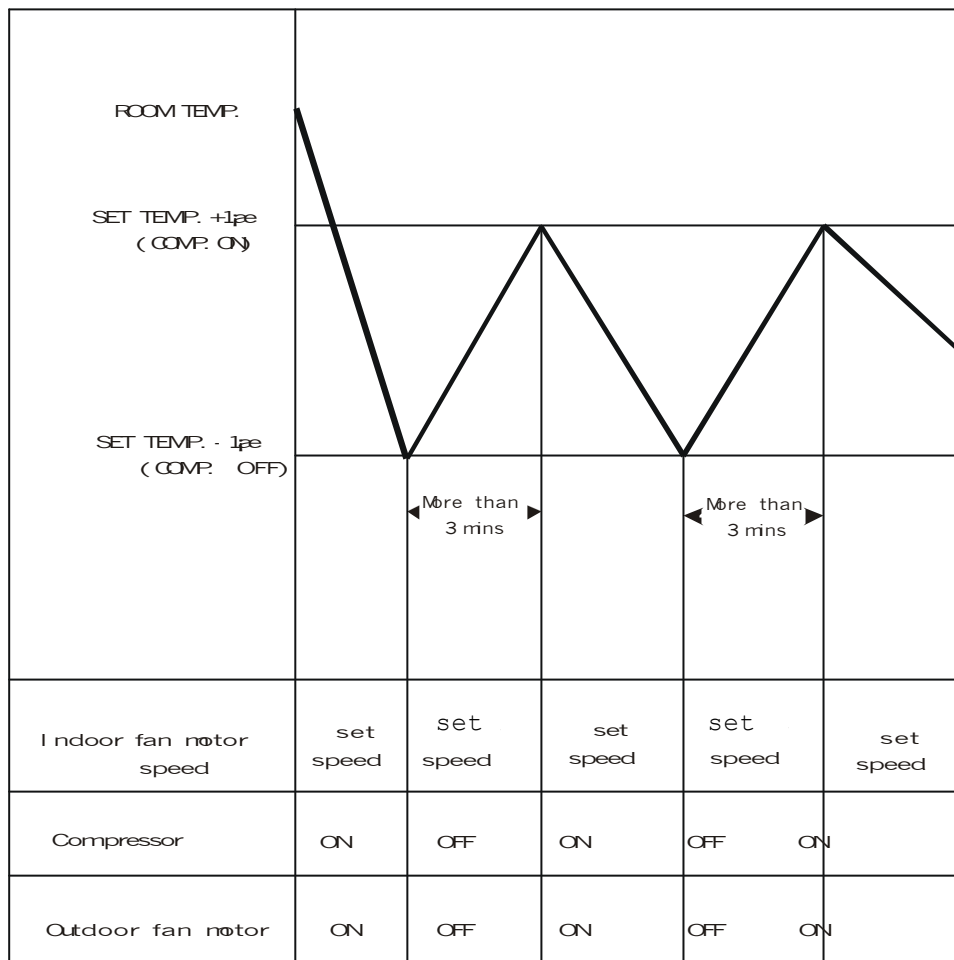 ROOM TEMP.
SET TEMP. +1¡æ
( COMP. ON)
SET TEMP. - 1¡æ
( COMP. OFF)
More than
3 mins
More than
3 mins
Indoor fan motor
speed
set
speed
set
speed
set
speed
set
speed
set
speed
Compressor ON OFF ON OFF ON
Outdoor fan motor ON OFF ON OFF ON